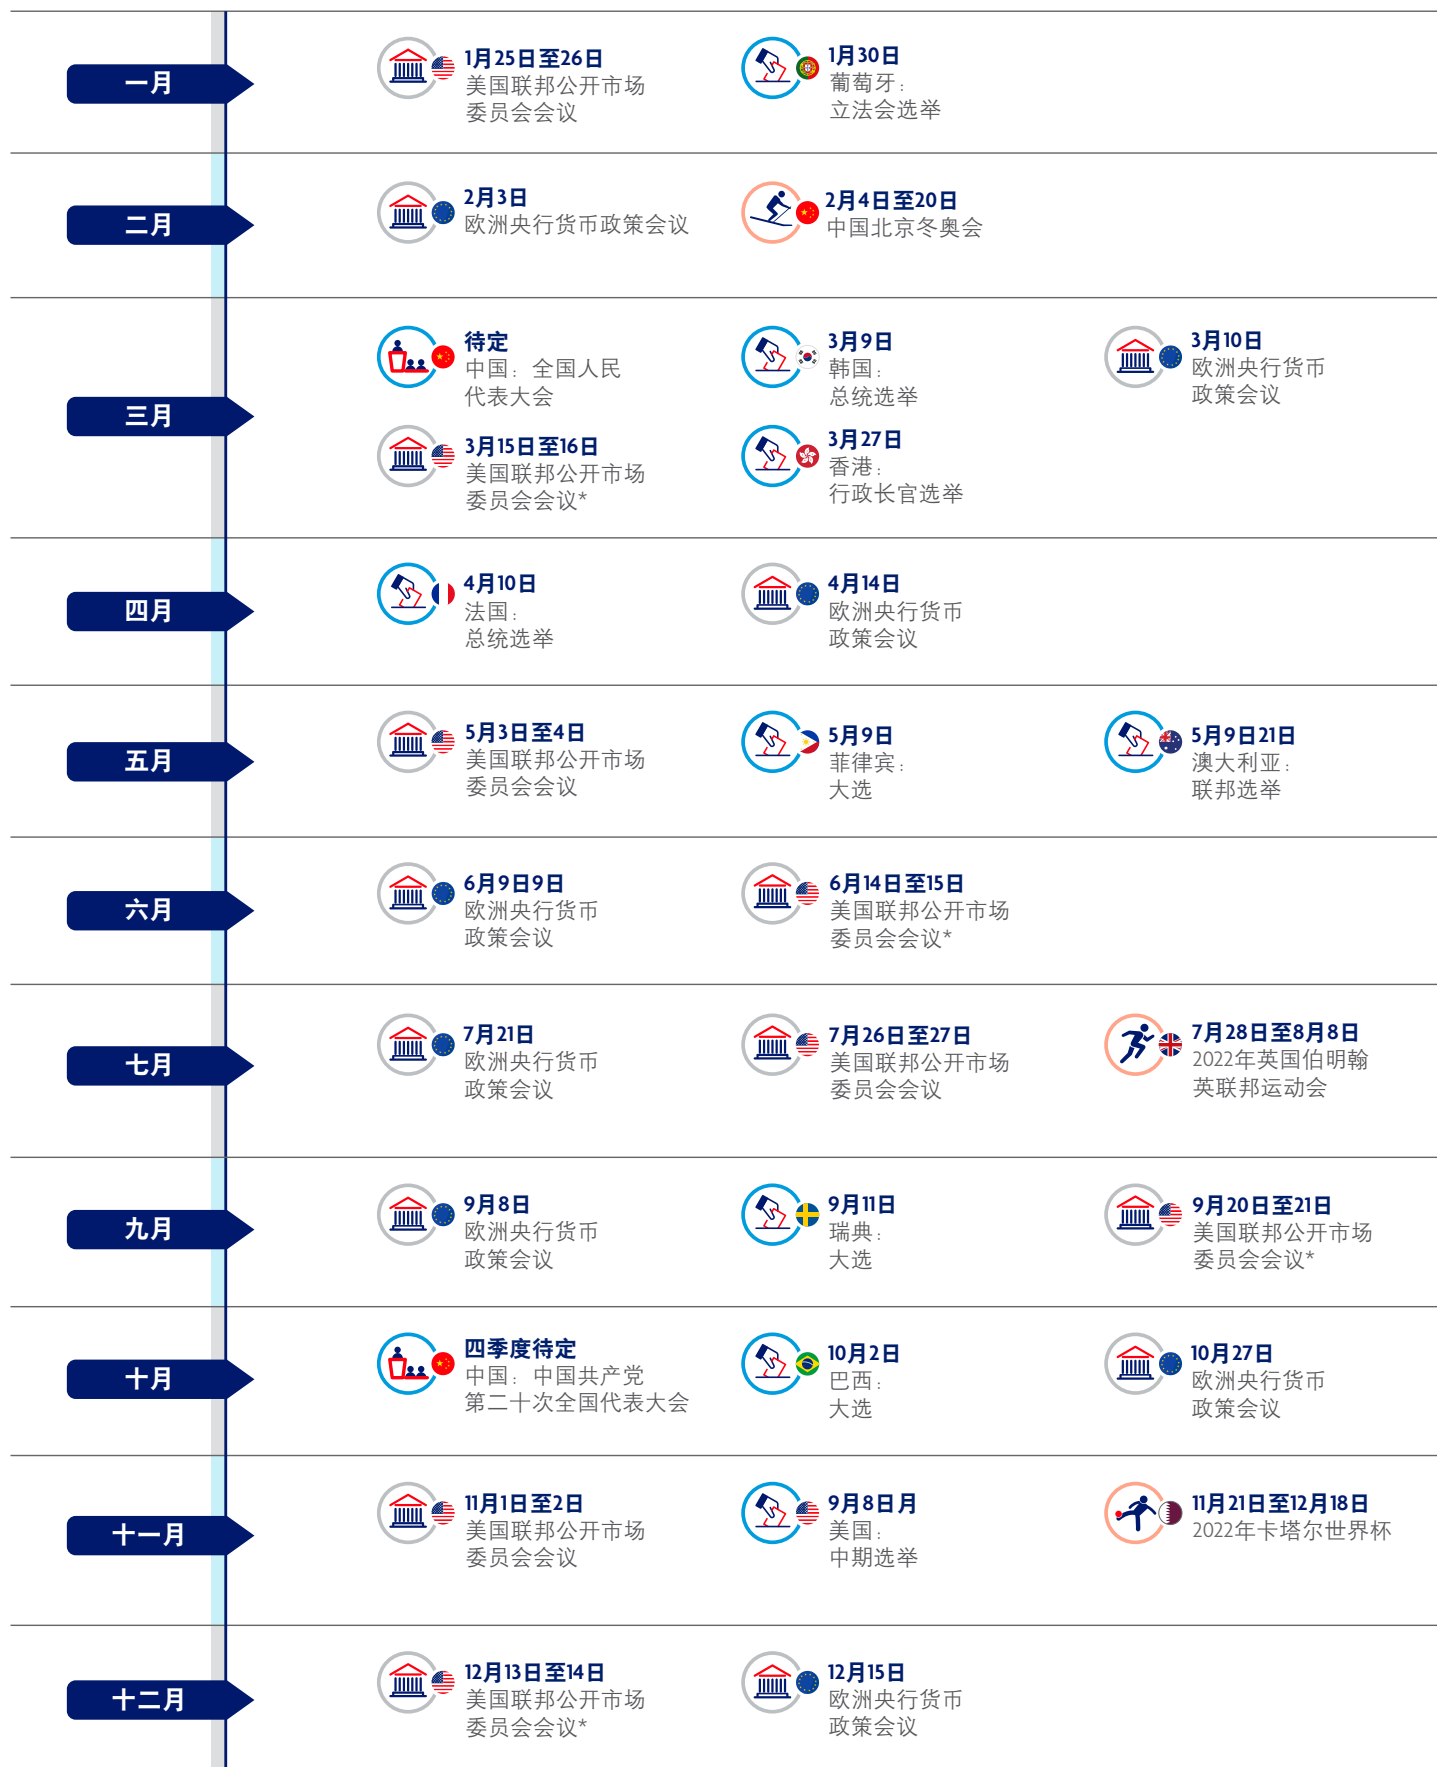 一月
1月25日至26日
美国联邦公开市场
委员会会议
1月30日
葡萄牙：
立法会选举
二月
2月3日
欧洲央行货币政策会议
2月4日至20日
中国北京冬奥会
三月
待定
中国：全国人民
代表大会
3月9日
韩国：
总统选举
3月10日
欧洲央行货币
政策会议
3月15日至16日
美国联邦公开市场
委员会会议*
3月27日
香港：
行政长官选举
四月
4月10日
法国：
总统选举
4月14日
欧洲央行货币
政策会议
五月
5月3日至4日
美国联邦公开市场
委员会会议
5月9日
菲律宾：
大选
5月9日21日
澳大利亚：
联邦选举
六月
6月9日9日
欧洲央行货币
政策会议
6月14日至15日
美国联邦公开市场
委员会会议*
七月
7月21日
欧洲央行货币
政策会议
7月26日至27日
美国联邦公开市场
委员会会议
7月28日至8月8日
2022年英国伯明翰
英联邦运动会
九月
9月8日
欧洲央行货币
政策会议
9月11日
瑞典：
大选
9月20日至21日
美国联邦公开市场
委员会会议*
十月
四季度待定
中国：中国共产党
第二十次全国代表大会
10月2日
巴西：
大选
10月27日
欧洲央行货币
政策会议
十一月
11月1日至2日
美国联邦公开市场
委员会会议
9月8日月
美国：
中期选举
11月21日至12月18日
2022年卡塔尔世界杯
十二月
12月13日至14日
美国联邦公开市场
委员会会议*
12月15日
欧洲央行货币
政策会议